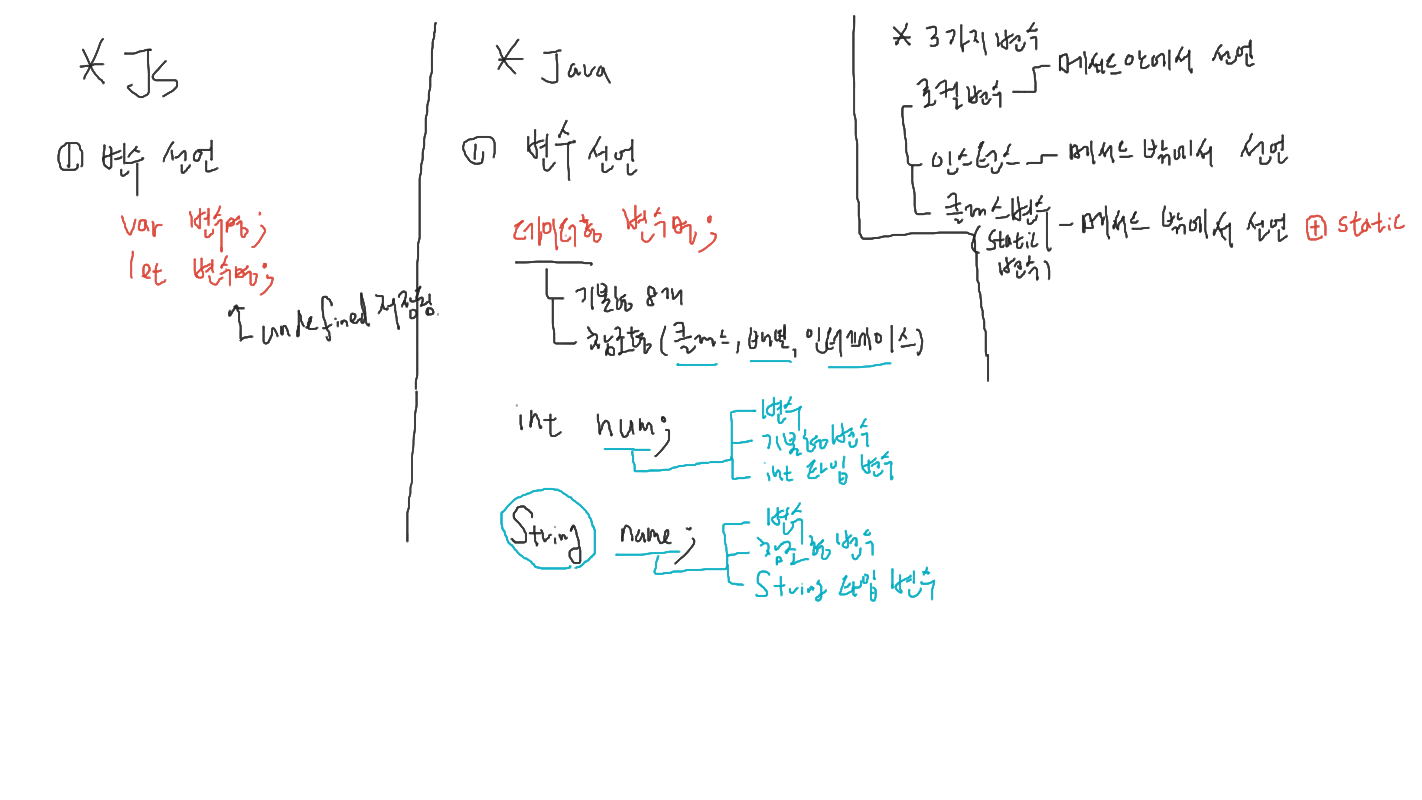 * JS
① 변수 선언
var 변수명;
let 변수명;
undefined 저장됨.
* Java
① 변수 선언
데이터형 변수명;
기본형 8개
참조형 (클래스, 배열, 인터페이스)
int num;
변수
기본형 변수
int 타입 변수
String name;
변수
참조형 변수
String 타입 변수
* 3가지 변수
로컬변수 - 메서드안에서 선언
인스턴스 - 메서드 밖에서 선언
클래스변수 - 메서드 밖에서 선언 ⊕ static
(static
변수)